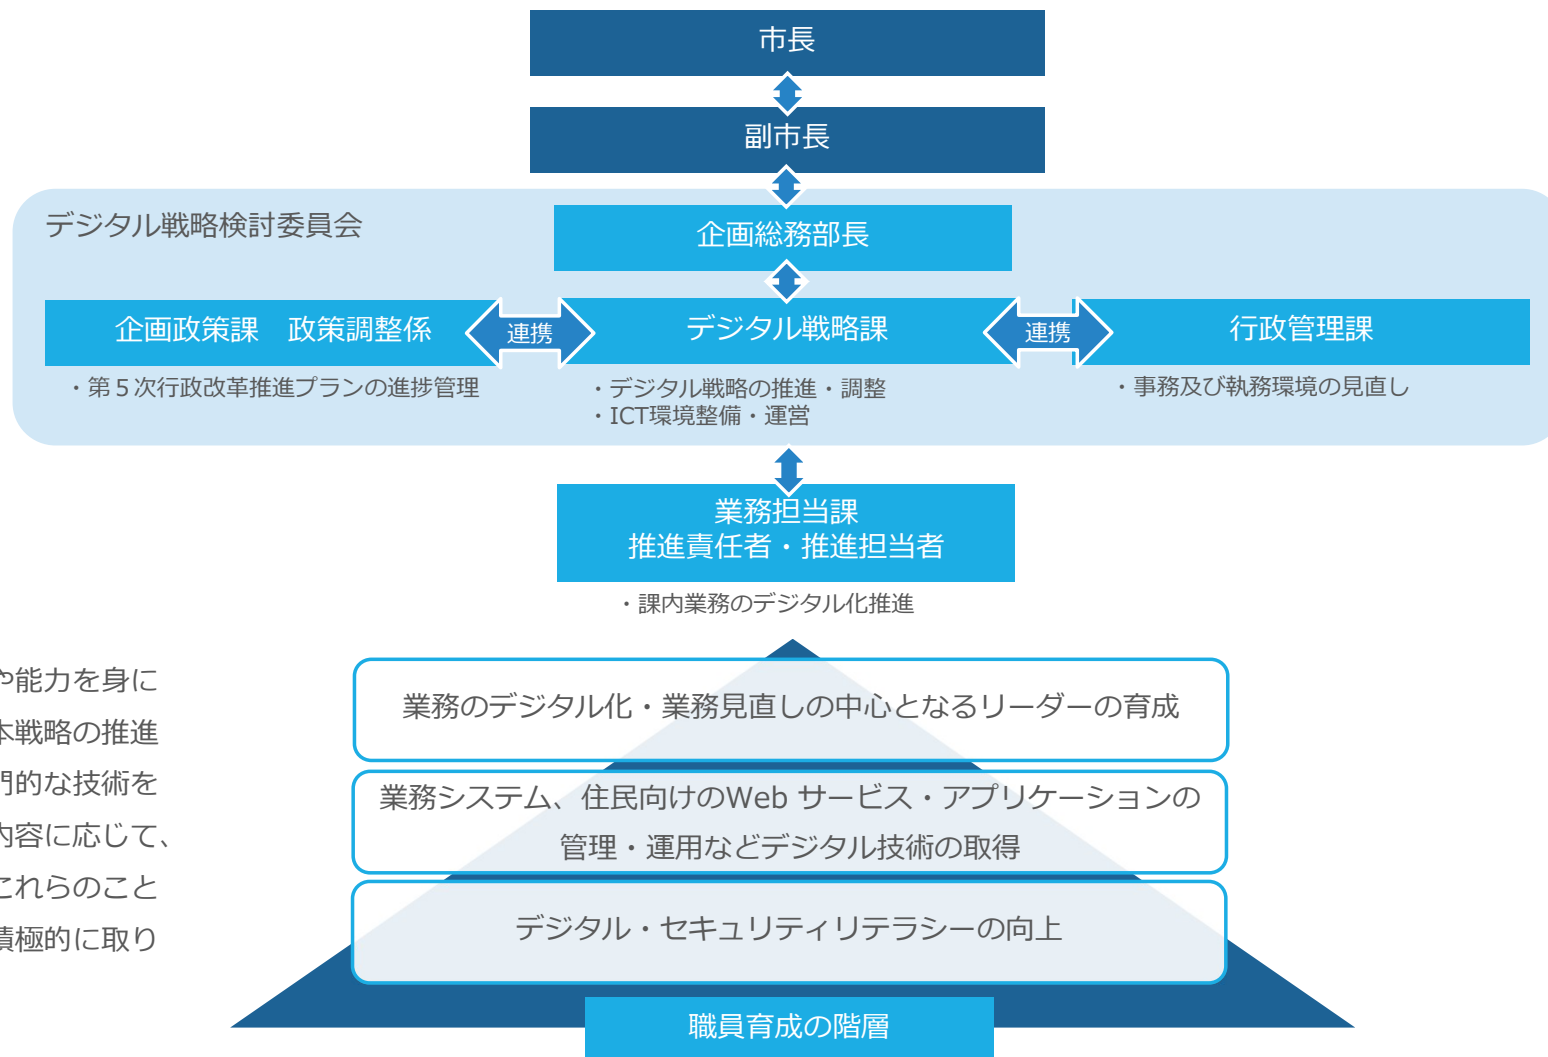 市長
副市長
デジタル戦略検討委員会
企画総務部長
企画政策課　政策調整係
連携
デジタル戦略課
連携
行政管理課
・第５次行政改革推進プランの進捗管理
・デジタル戦略の推進・調整
・ICT環境整備・運営
・事務及び執務環境の見直し
業務担当課
推進責任者・推進担当者
・課内業務のデジタル化推進
や能力を身に
本戦略の推進
門的な技術を
内容に応じて、
これらのこと
積極的に取り
業務のデジタル化・業務見直しの中心となるリーダーの育成
業務システム、住民向けのWeb サービス・アプリケーションの
管理・運用などデジタル技術の取得
デジタル・セキュリティリテラシーの向上
職員育成の階層